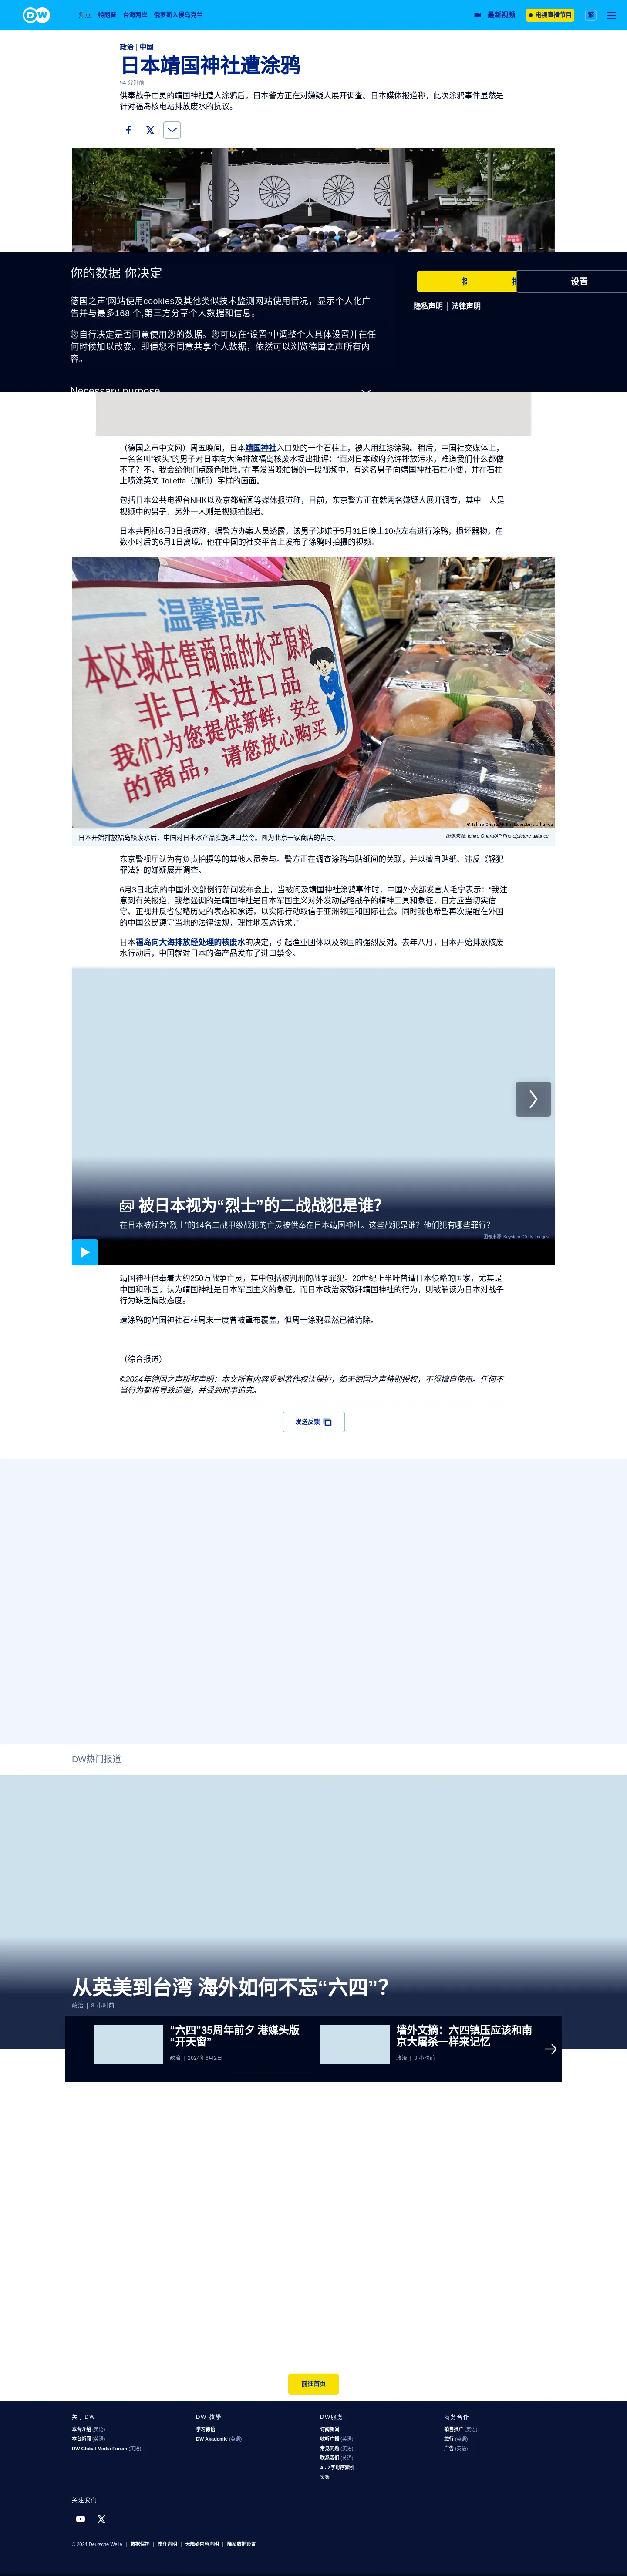 DW
焦点 特朗普 台海两岸 俄罗斯入侵乌克兰
最新视频
电视直播节目
繁
政治 | 中国
日本靖国神社遭涂鸦
54 分钟前
供奉战争亡灵的靖国神社遭人涂鸦后，日本警方正在对嫌疑人展开调查。日本媒体报道称，此次涂鸦事件显然是
针对福岛核电站排放废水的抗议。
你的数据 你决定
德国之声'网站使用cookies及其他类似技术监测网站使用情况，显示个人化广
告并与最多168 个;第三方分享个人数据和信息。
您自行决定是否同意使用您的数据。您可以在“设置”中调整个人具体设置并在任
何时候加以改变。即便您不同意共享个人数据，依然可以浏览德国之声所有内
容。
Necessary purpose
设置
隐私声明 | 法律声明
（德国之声中文网）周五晚间，日本靖国神社入口处的一个石柱上，被人用红漆涂鸦。稍后，中国社交媒体上，
一名名叫“铁头”的男子对日本向大海排放福岛核废水提出批评：“面对日本政府允许排放污水，难道我们什么都做
不了？不，我会给他们点颜色瞧瞧。”在事发当晚拍摄的一段视频中，有这名男子向靖国神社石柱小便，并在石柱
上喷涂英文 Toilette（厕所）字样的画面。
包括日本公共电视台NHK以及京都新闻等媒体报道称，目前，东京警方正在就两名嫌疑人展开调查，其中一人是
视频中的男子，另外一人则是视频拍摄者。
日本共同社6月3日报道称，据警方办案人员透露，该男子涉嫌于5月31日晚上10点左右进行涂鸦，损坏器物，在
数小时后的6月1日离境。他在中国的社交平台上发布了涂鸦时拍摄的视频。
温馨提示
本区域在售商品的水产原料
非日本进口品
我们为您提供新鲜,安全
的商品，请您放心购买
© Ichiro Ohara/AP Photo/picture alliance
日本开始排放福岛核废水后，中国对日本水产品实施进口禁令。图为北京一家商店的告示。
图像来源: Ichiro Ohara/AP Photo/picture alliance
东京警视厅认为有负责拍摄等的其他人员参与。警方正在调查涂鸦与贴纸间的关联，并以擅自贴纸、违反《轻犯
罪法》的嫌疑展开调查。
6月3日北京的中国外交部例行新闻发布会上，当被问及靖国神社涂鸦事件时，中国外交部发言人毛宁表示：“我注
意到有关报道，我想强调的是靖国神社是日本军国主义对外发动侵略战争的精神工具和象征，日方应当切实信
守、正视并反省侵略历史的表态和承诺，以实际行动取信于亚洲邻国和国际社会。同时我也希望再次提醒在外国
的中国公民遵守当地的法律法规，理性地表达诉求。”
日本福岛向大海排放经处理的核废水的决定，引起渔业团体以及邻国的强烈反对。去年八月，日本开始排放核废
水行动后，中国就对日本的海产品发布了进口禁令。
被日本视为“烈士”的二战战犯是谁？
在日本被视为“烈士”的14名二战甲级战犯的亡灵被供奉在日本靖国神社。这些战犯是谁？他们犯有哪些罪行？
图像来源: Keystone/Getty Images
靖国神社供奉着大约250万战争亡灵，其中包括被判刑的战争罪犯。20世纪上半叶曾遭日本侵略的国家，尤其是
中国和韩国，认为靖国神社是日本军国主义的象征。而日本政治家敬拜靖国神社的行为，则被解读为日本对战争
行为缺乏悔改态度。
遭涂鸦的靖国神社石柱周末一度曾被罩布覆盖，但周一涂鸦显然已被清除。
（综合报道）
©2024年德国之声版权声明：本文所有内容受到著作权法保护，如无德国之声特别授权，不得擅自使用。任何不
当行为都将导致追偿，并受到刑事追究。
发送反馈
DW热门报道
从英美到台湾 海外如何不忘“六四”？
政治 | 8 小时前
“六四”35周年前夕 港媒头版
“开天窗”
政治 | 2024年6月2日
墙外文摘：六四镇压应该和南
京大屠杀一样来记忆
政治 | 3 小时前
前往首页
关于DW
本台介绍 (英语)
本台新闻 (英语)
DW Global Media Forum (英语)
DW 教學
学习德语
DW Akademie (英语)
DW服务
订阅新闻
收听广播 (英语)
常见问题 (英语)
联系我们 (英语)
A - Z字母序索引
头条
商务合作
销售推广 (英语)
旅行 (英语)
广告 (英语)
关注我们
© 2024 Deutsche Welle | 数据保护 | 责任声明 | 无障碍内容声明 | 隐私数据设置